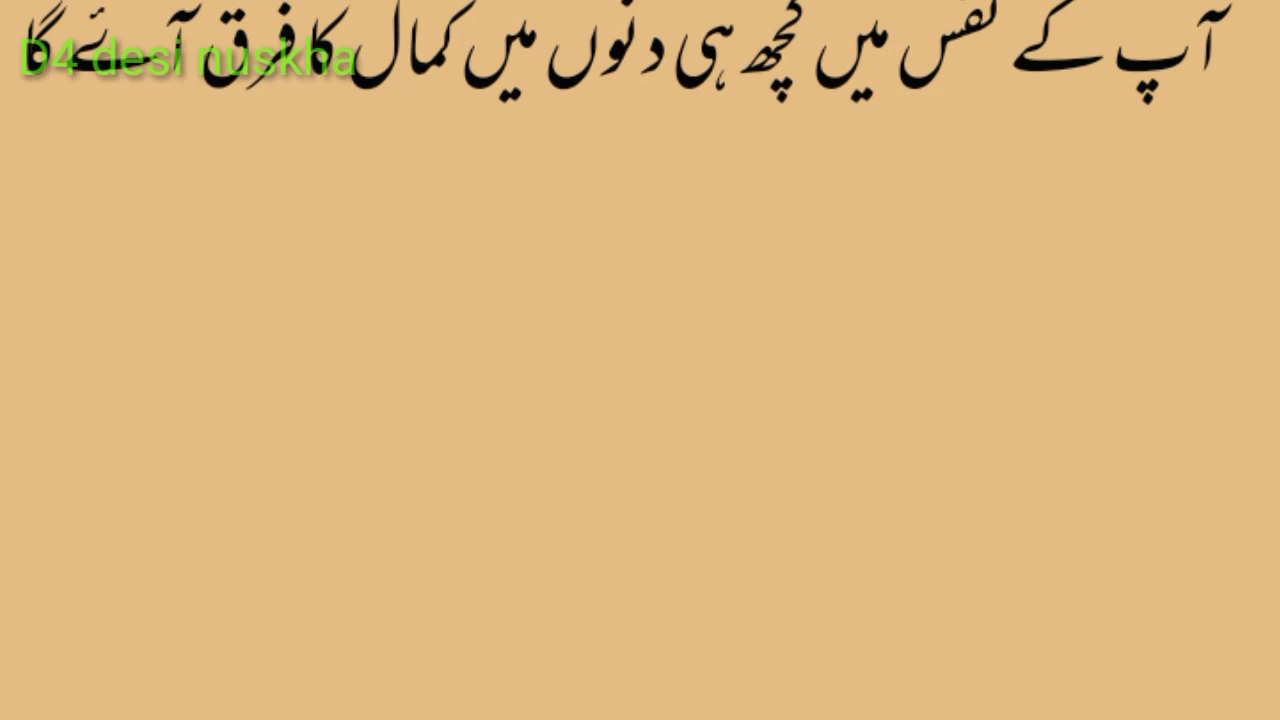 آپ کے نفس میں کچھ ہی دنوں میں کمال کا فرق آئے گا
D4 desi nuskha